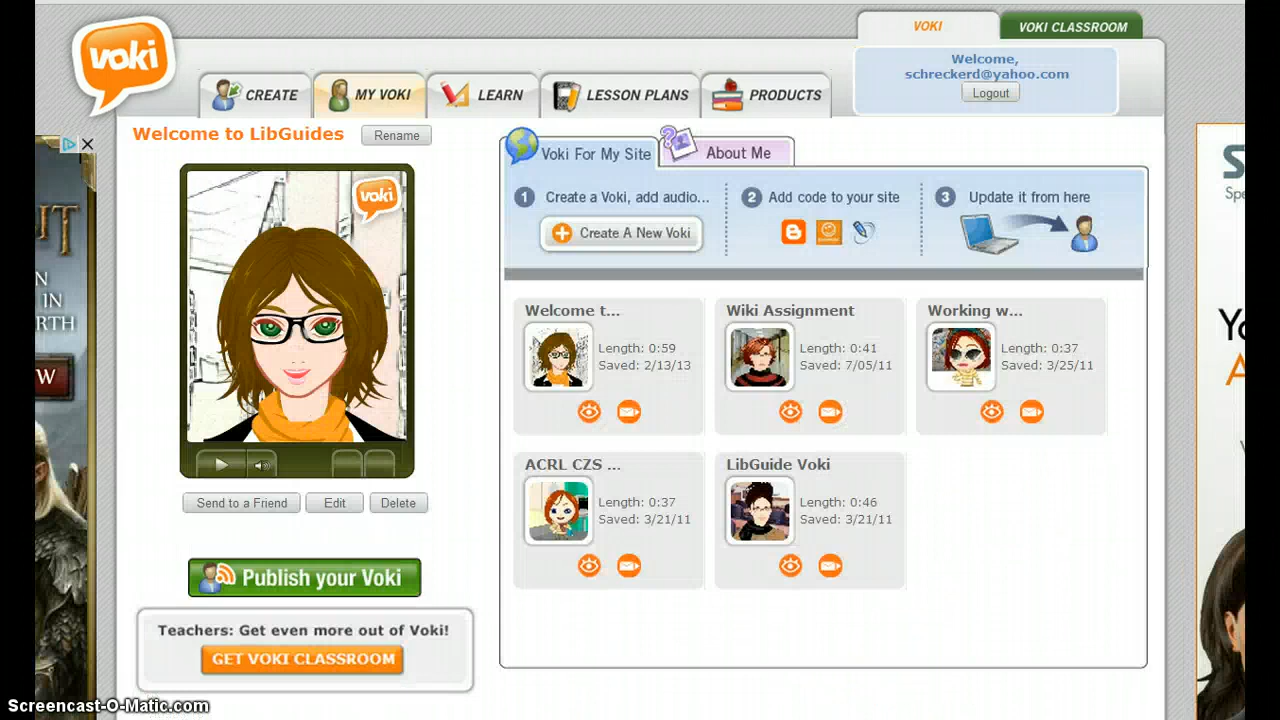 VOKI
VOKI CLASSROOM
voki
Welcome,
schreckerd@yahoo.com
Logout
CREATE
MY VOKI
LEARN
LESSON PLANS
PRODUCTS
Welcome to LibGuides
Rename
voki
Send to a Friend
Edit
Delete
Publish your Voki
Teachers: Get even more out of Voki!
GET VOKI CLASSROOM
Voki For My Site
About Me
1 Create a Voki, add audio...
Create A New Voki
2 Add code to your site
3 Update it from here
Welcome t...
Length: 0:59
Saved: 2/13/13
Wiki Assignment
Length: 0:41
Saved: 7/05/11
Working w...
Length: 0:37
Saved: 3/25/11
ACRL CZS ...
Length: 0:37
Saved: 3/21/11
LibGuide Voki
Length: 0:46
Saved: 3/21/11
IN
Screencast-O-Matic.com